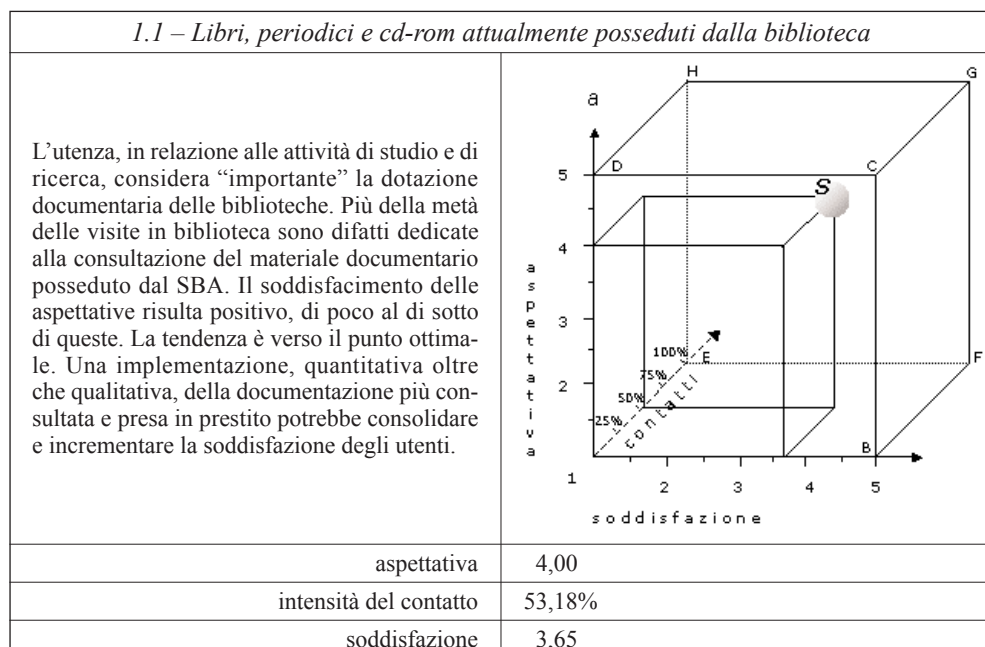 1.1 – Libri, periodici e cd-rom attualmente posseduti dalla biblioteca
L’utenza, in relazione alle attività di studio e di
ricerca, considera “importante” la dotazione
documentaria delle biblioteche. Più della metà
delle visite in biblioteca sono difatti dedicate
alla consultazione del materiale documentario
posseduto dal SBA. Il soddisfacimento delle
aspettative risulta positivo, di poco al di sotto
di queste. La tendenza è verso il punto ottima-
le. Una implementazione, quantitativa oltre
che qualitativa, della documentazione più con-
sultata e presa in prestito potrebbe consolidare
e incrementare la soddisfazione degli utenti.
H
G
a
D
C
5
S
4
3
2
1
aspettativa
100%
75%
50%
25%
contatti
E
F
B
2
3
4
5
soddisfazione
aspettativa 4,00
intensità del contatto 53,18%
soddisfazione 3,65